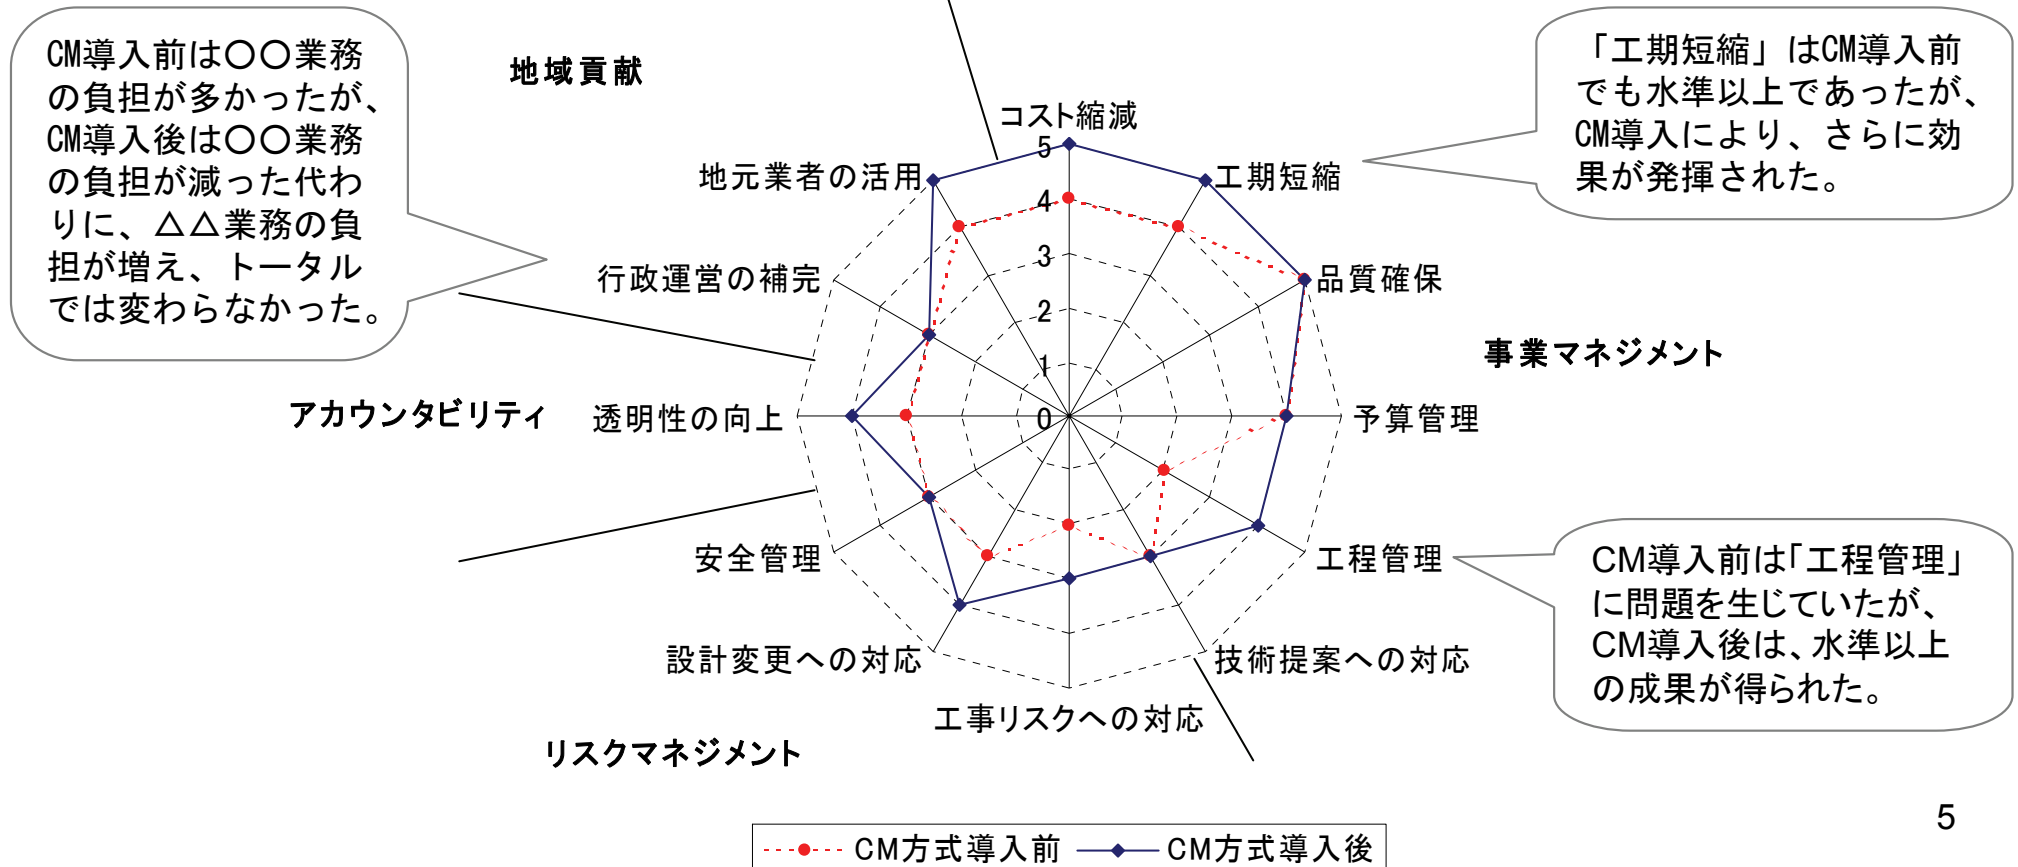 CM導入前は〇〇業務
の負担が多かったが、
CM導入後は〇〇業務
の負担が減った代わ
りに、△△業務の負
担が増え、トータル
では変わらなかった。
地域貢献
「工期短縮」はCM導入前
でも水準以上であったが、
CM導入により、さらに効
果が発揮された。
コスト縮減
地元業者の活用
工期短縮
行政運営の補完
品質確保
5
4
3
2
1
0
事業マネジメント
アカウンタビリティ
透明性の向上
予算管理
安全管理
工程管理
CM導入前は「工程管理」
に問題を生じていたが、
CM導入後は、水準以上
の成果が得られた。
設計変更への対応
技術提案への対応
工事リスクへの対応
リスクマネジメント
5
CM方式導入前
CM方式導入後